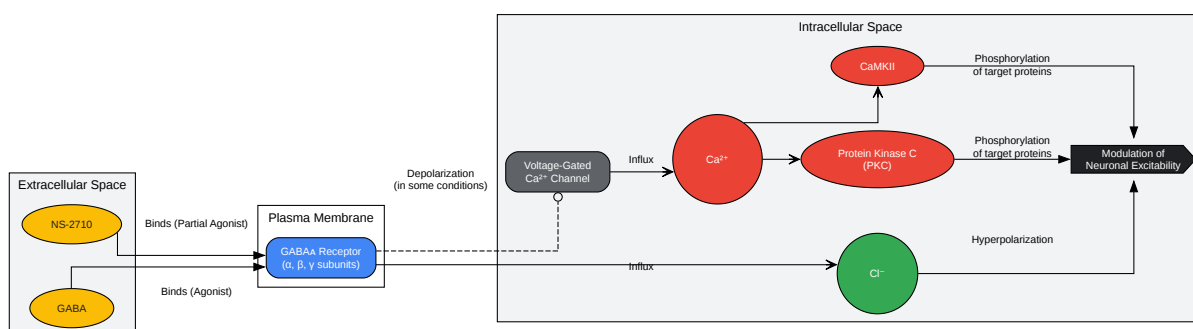 Intracellular Space
CaMKII
Phosphorylation
of target proteins
Voltage-Gated
Ca²⁺ Channel
Influx
Ca²⁺
Protein Kinase C
(PKC)
Phosphorylation
of target proteins
Modulation of
Neuronal Excitability
Depolarization
(in some conditions)
Extracellular Space
NS-2710
Binds (Partial Agonist)
Plasma Membrane
GABAᴀ Receptor
(α, β, γ subunits)
GABA
Binds (Agonist)
Influx
Cl⁻
Hyperpolarization